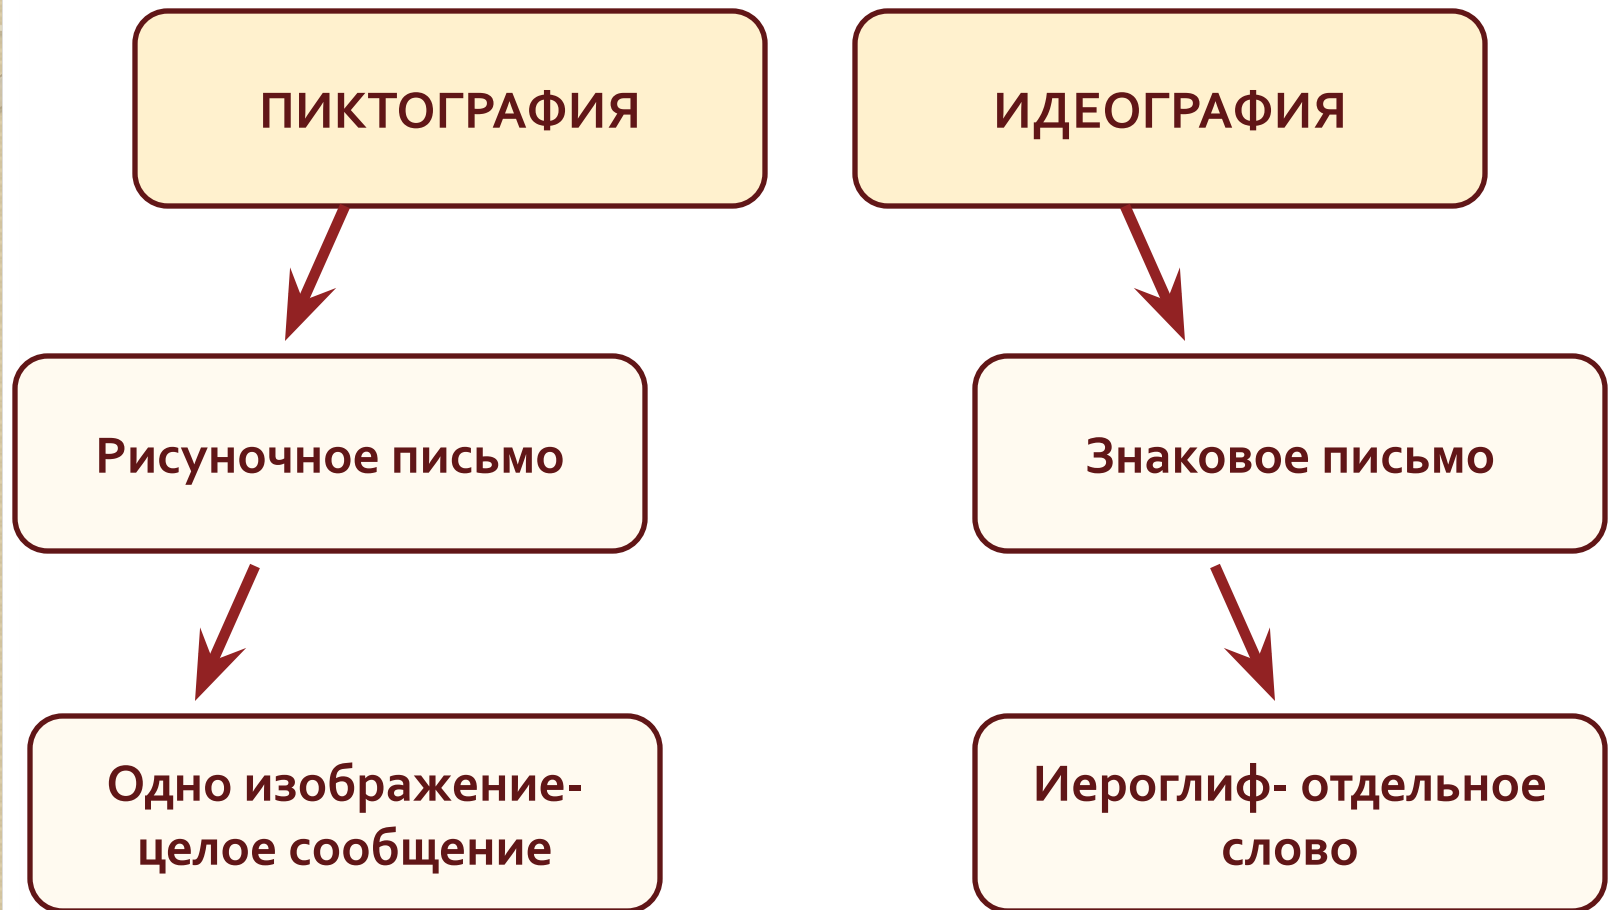 ПИКТОГРАФИЯ
ИДЕОГРАФИЯ
Рисуночное письмо
Знаковое письмо
Одно изображение-
целое сообщение
Иероглиф- отдельное
слово